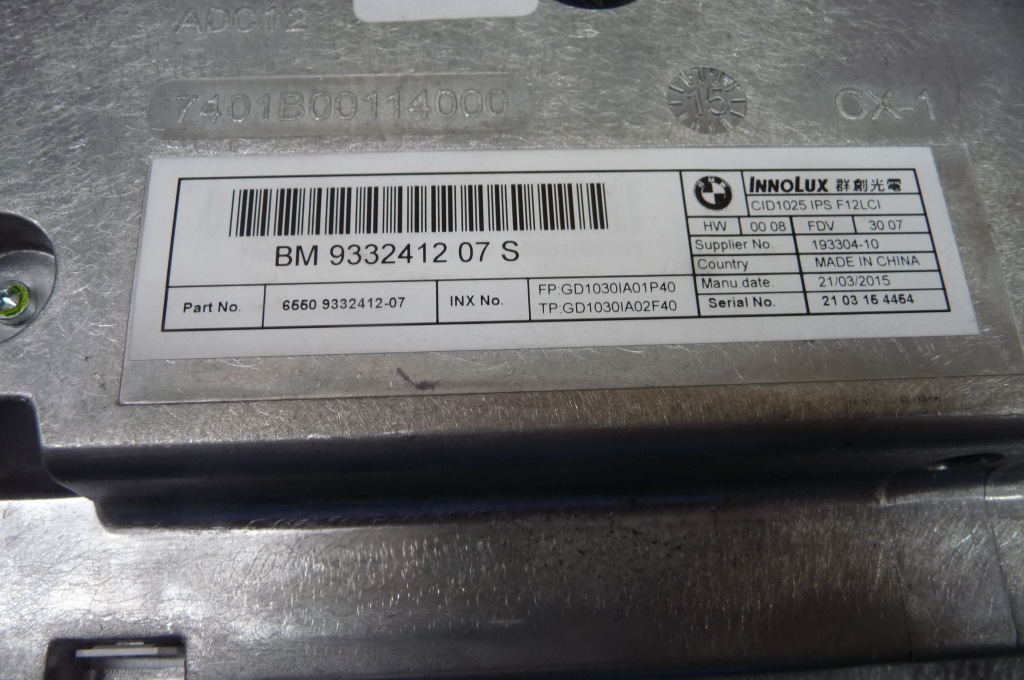 ADC12
7401B00114000
15
CX-1
BM 9332412 07 S
Part No.
6550 9332412-07
INX No.
FP:GD1030IA01P40
TP:GD1030IA02F40
BMW
INNOLUX 群創光電
CID1025 IPS F12LCI
HW 00 08 FDV 30 07
Supplier No. 193304-10
Country MADE IN CHINA
Manu date. 21/03/2015
Serial No. 21 03 15 4454